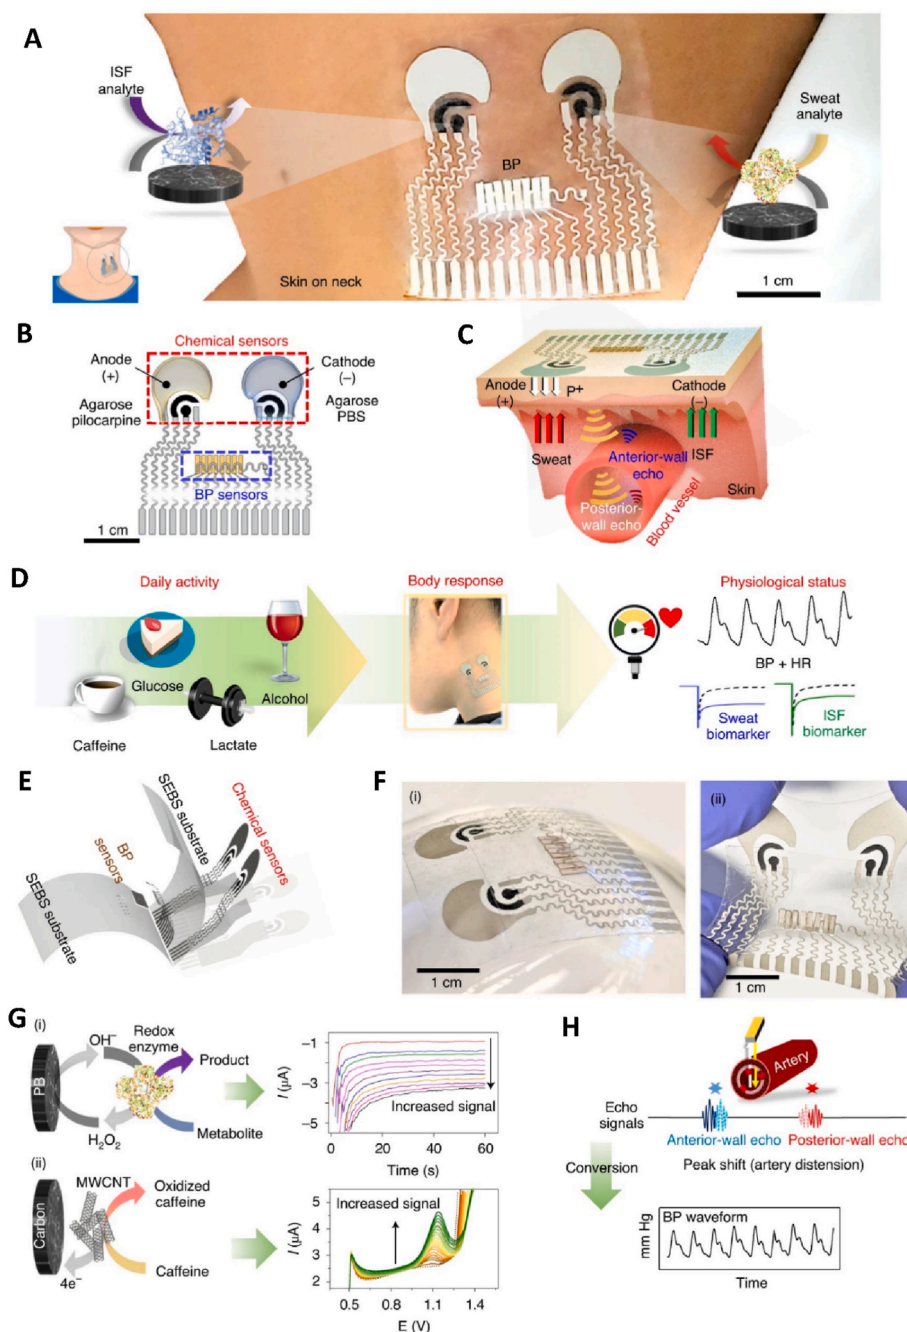 A
ISF
analyte
Sweat
analyte
BP
Skin on neck
1 cm
B
Chemical sensors
Anode
(+)
Cathode
(–)
Agarose
pilocarpine
Agarose
PBS
BP sensors
1 cm
C
Anode
(+)
P+
Cathode
(–)
Sweat
Anterior-wall
echo
ISF
Posterior-
wall echo
Blood vessel
Skin
D
Daily activity
Body response
Physiological status
Glucose
Alcohol
Caffeine
Lactate
BP + HR
Sweat
biomarker
ISF
biomarker
E
SEBS substrate
BP
sensors
SEBS substrate
Chemical
sensors
F
(i)
1 cm
(ii)
1 cm
G
(i)
PB
OH–
Redox
enzyme
Product
H2O2
Metabolite
I (μA)
–1
–3
–5
Increased signal
0
20
40
60
Time (s)
(ii)
Carbon
MWCNT
Oxidized
caffeine
4e–
Caffeine
I (μA)
5
4
3
2
Increased signal
0.5
0.8
1.1
1.4
E (V)
H
Artery
Echo
signals
Anterior-wall echo
Posterior-wall echo
Conversion
Peak shift (artery distension)
mm Hg
BP waveform
Time